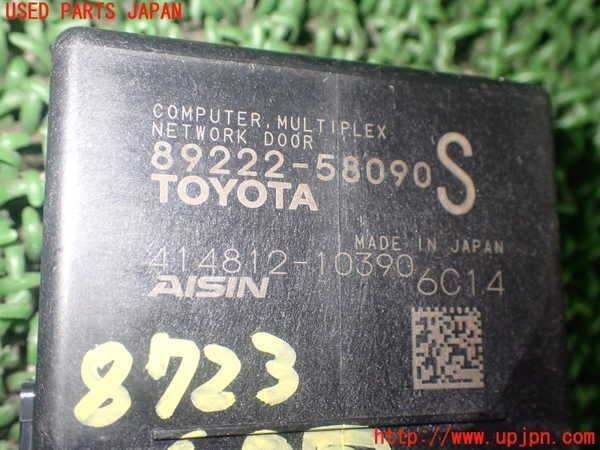 USED PARTS JAPAN
COMPUTER, MULTIPLEX
NETWORK DOOR
89222-58090 S
TOYOTA
MADE IN JAPAN
414812-10390 6C14
AISIN
8723
http://www.upjpn.com/